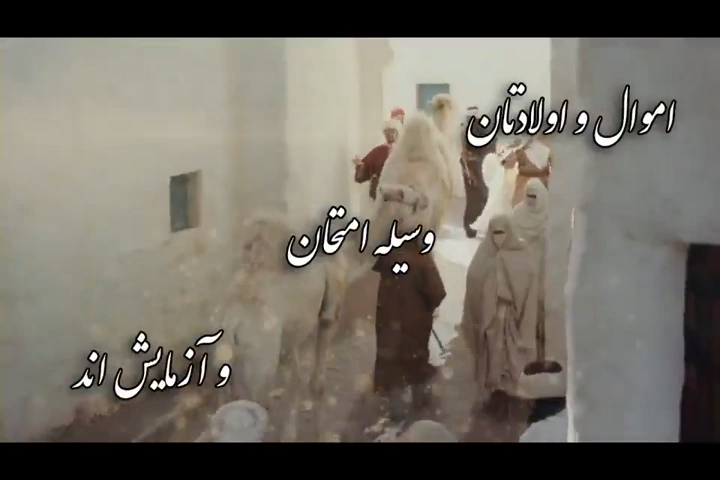 اموال و اولادتان
وسیله امتحان
و آزمایش اند